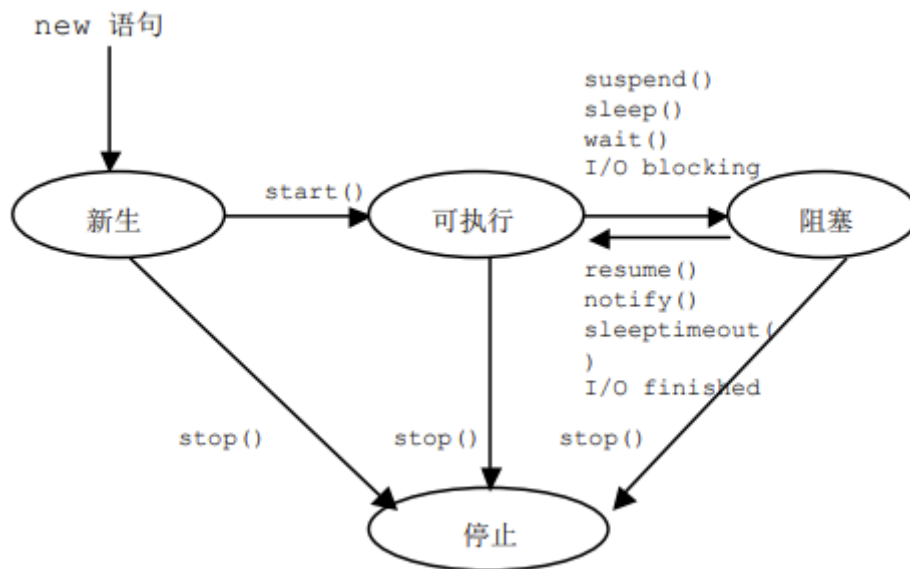 new 语句
suspend()
sleep()
wait()
I/O blocking
新生
start()
可执行
阻塞
resume()
notify()
sleeptimeout(
)
I/O finished
stop()
stop()
stop()
停止